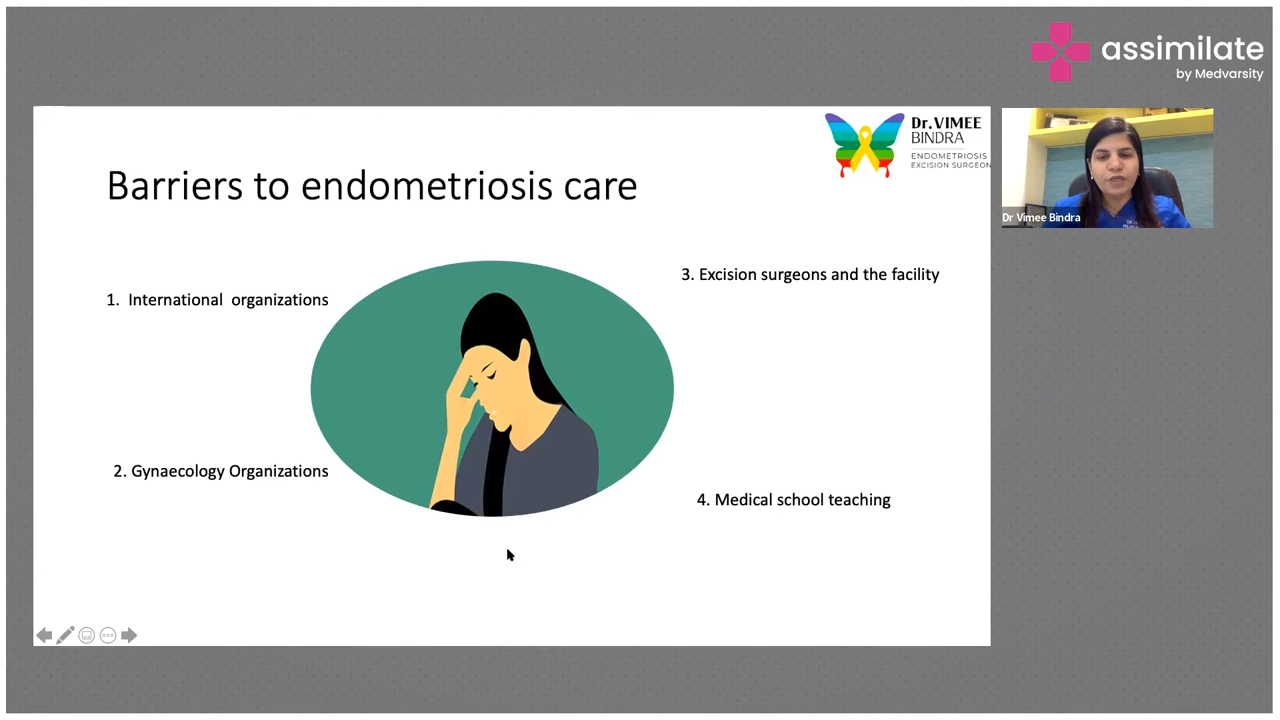 assimilate
by Medvarsity
Dr.VIMEE
BINDRA
ENDOMETRIOSIS
EXCISION SURGEON
Barriers to endometriosis care
Dr Vimee Bindra
1. International organizations
2. Gynaecology Organizations
3. Excision surgeons and the facility
4. Medical school teaching